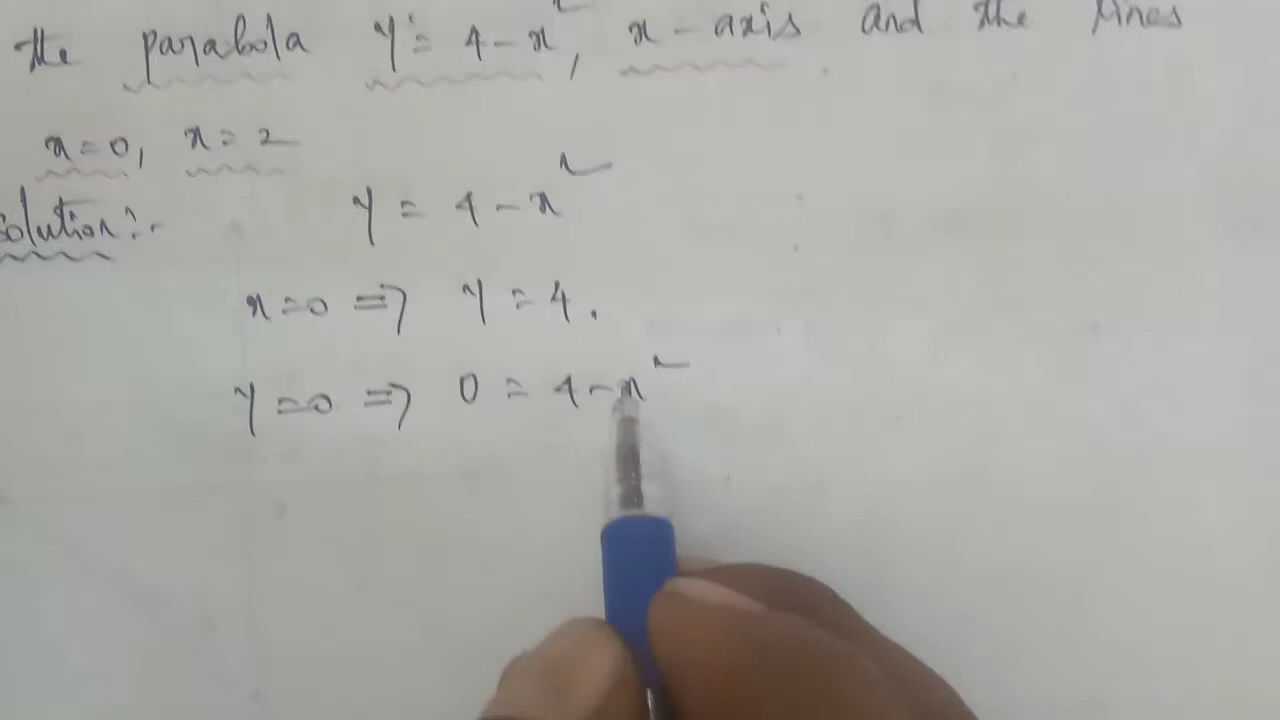 the parabola y = 4 - x², x-axis and the lines
x=0, x=2
Solution:-
y = 4 - x²
x=0 => y = 4.
y=0 => 0 = 4-x²